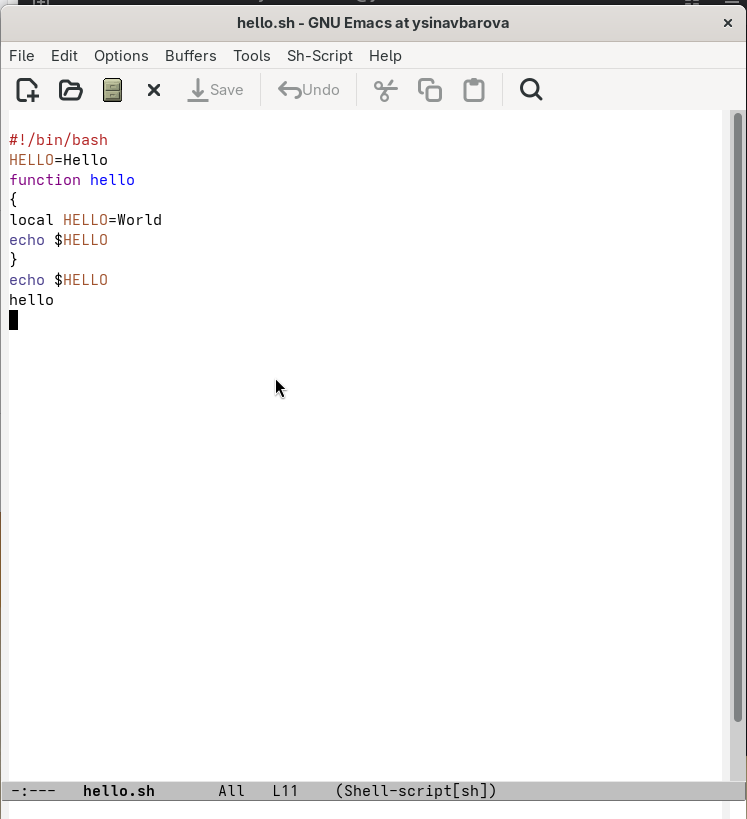 hello.sh - GNU Emacs at ysinavbarova
File Edit Options Buffers Tools Sh-Script Help
Save Undo
#!/bin/bash
HELLO=Hello
function hello
{
local HELLO=World
echo $HELLO
}
echo $HELLO
hello
-:--- hello.sh All L11 (Shell-script[sh])